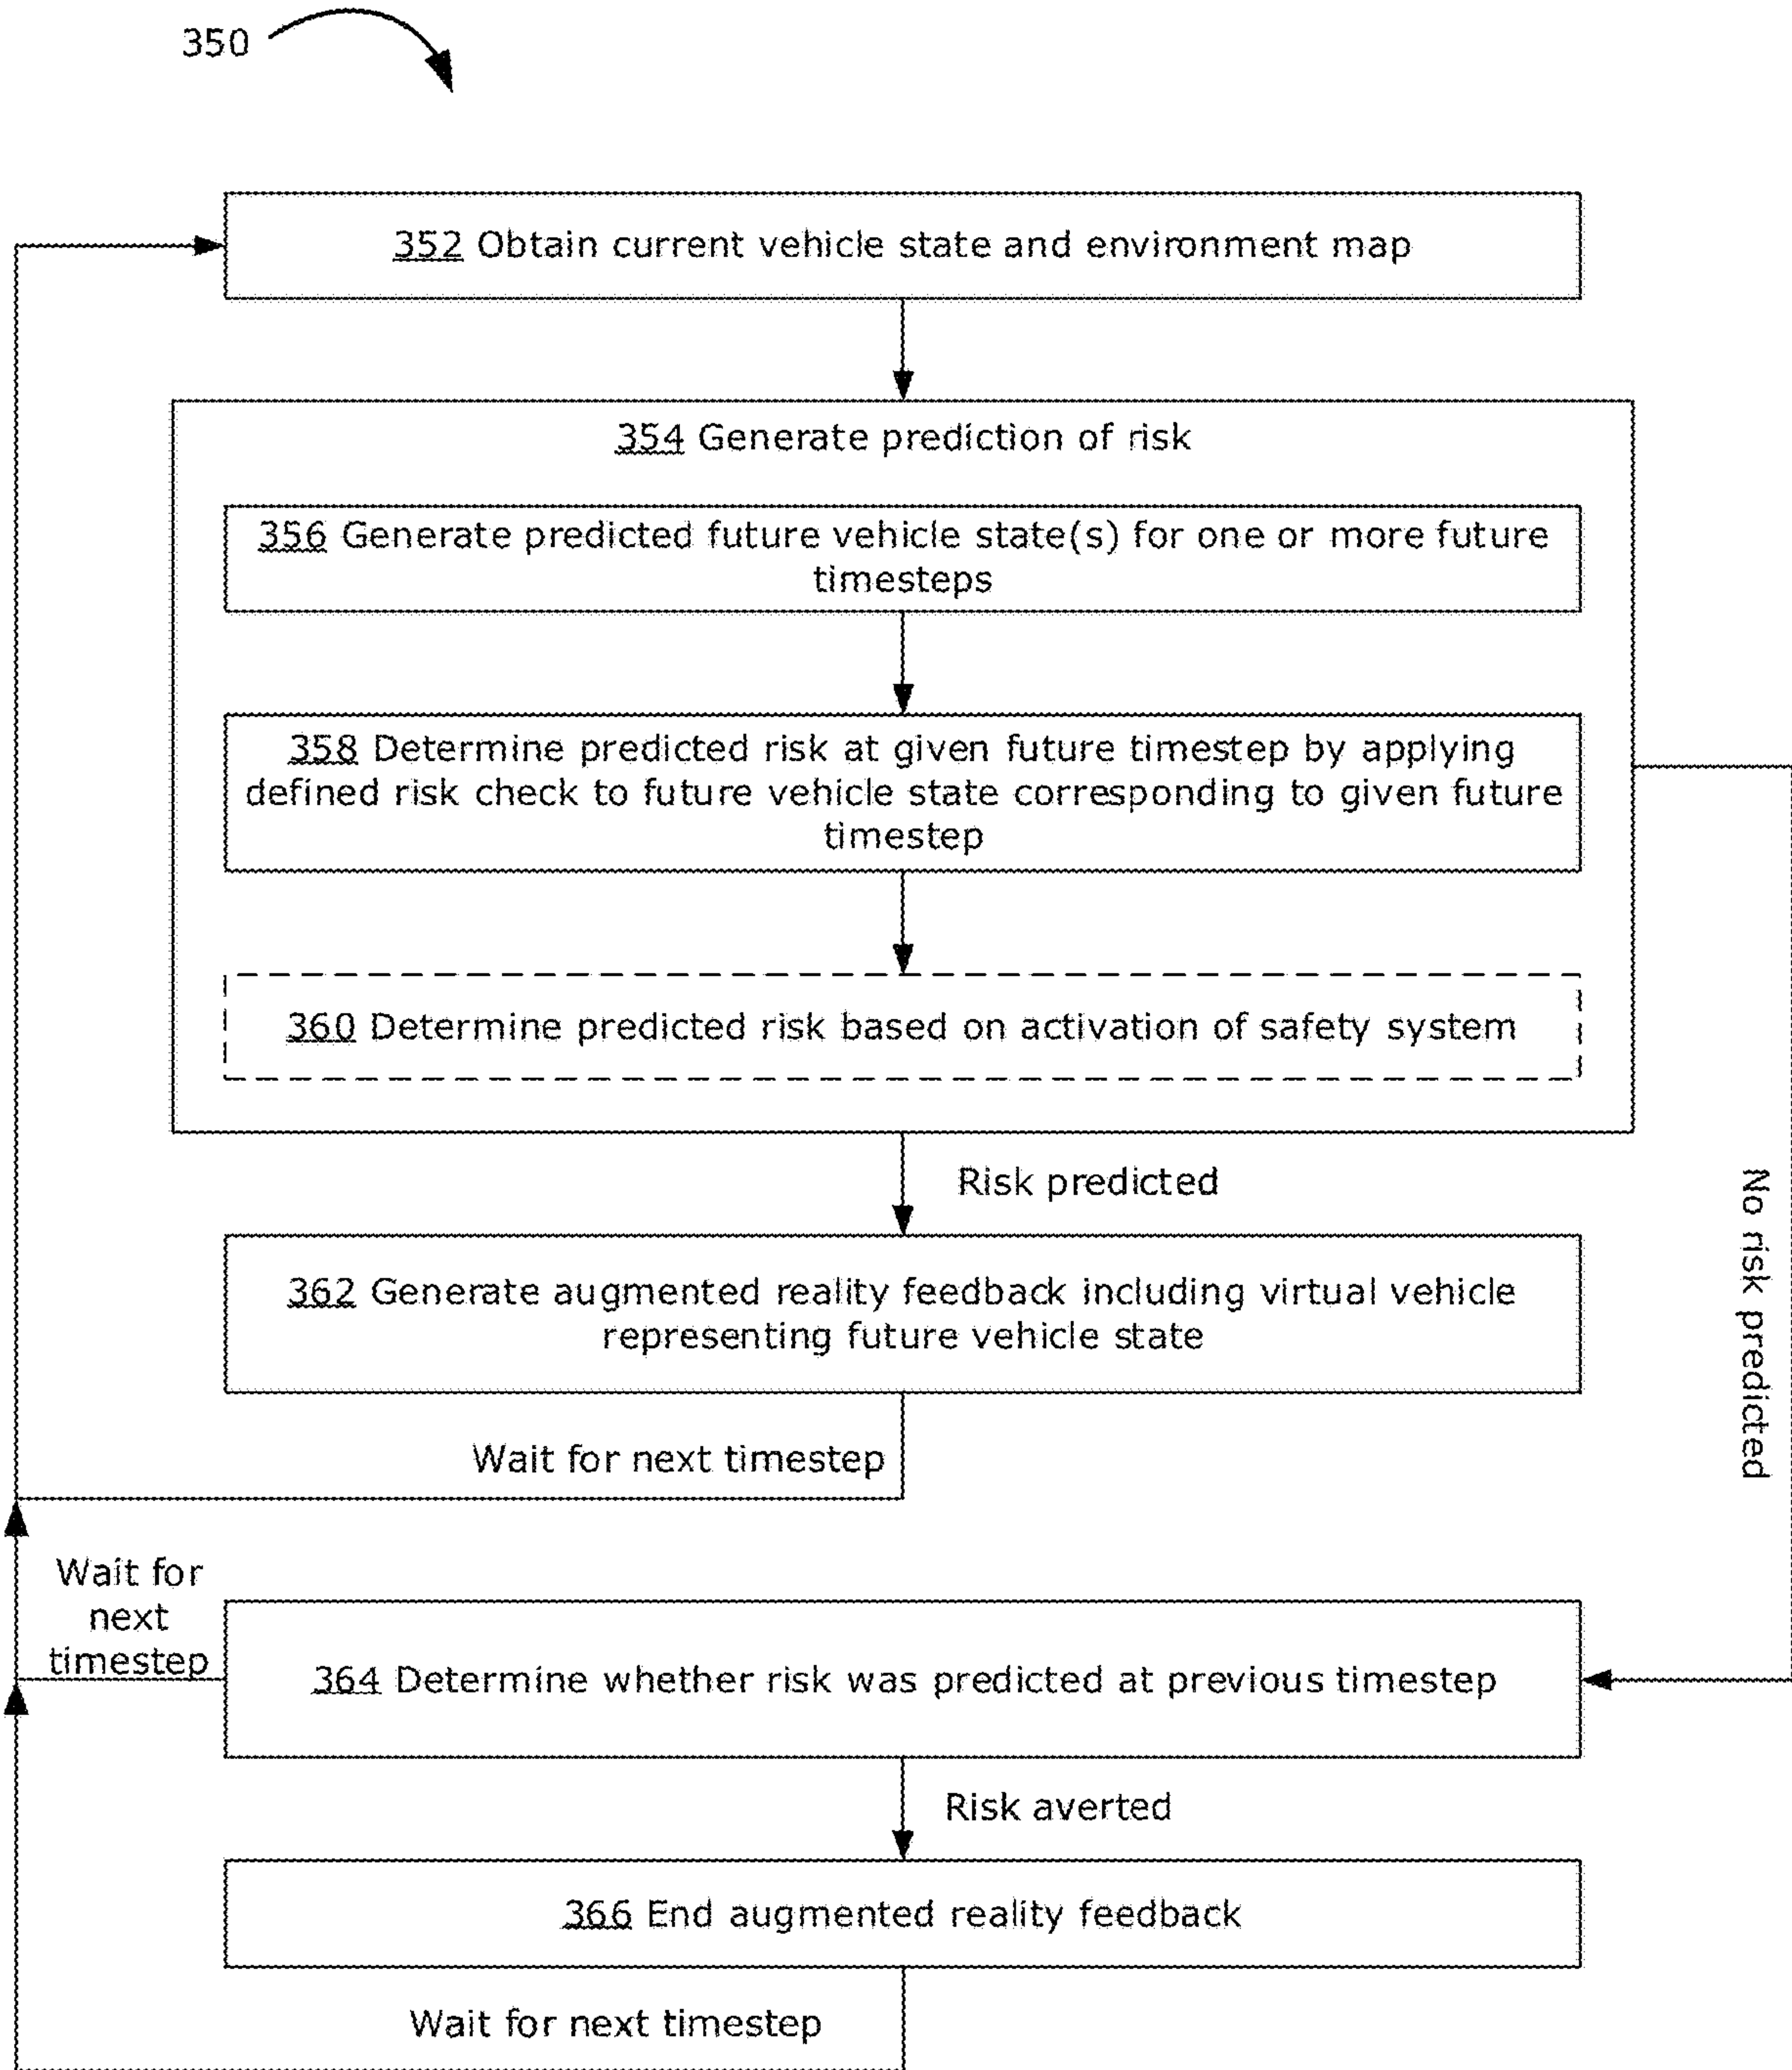 350
352 Obtain current vehicle state and environment map
354 Generate prediction of risk
356 Generate predicted future vehicle state(s) for one or more future
timesteps
358 Determine predicted risk at given future timestep by applying
defined risk check to future vehicle state corresponding to given future
timestep
360 Determine predicted risk based on activation of safety system
Risk predicted
No risk predicted
362 Generate augmented reality feedback including virtual vehicle
representing future vehicle state
Wait for next timestep
Wait for
next
timestep
364 Determine whether risk was predicted at previous timestep
Risk averted
366 End augmented reality feedback
Wait for next timestep